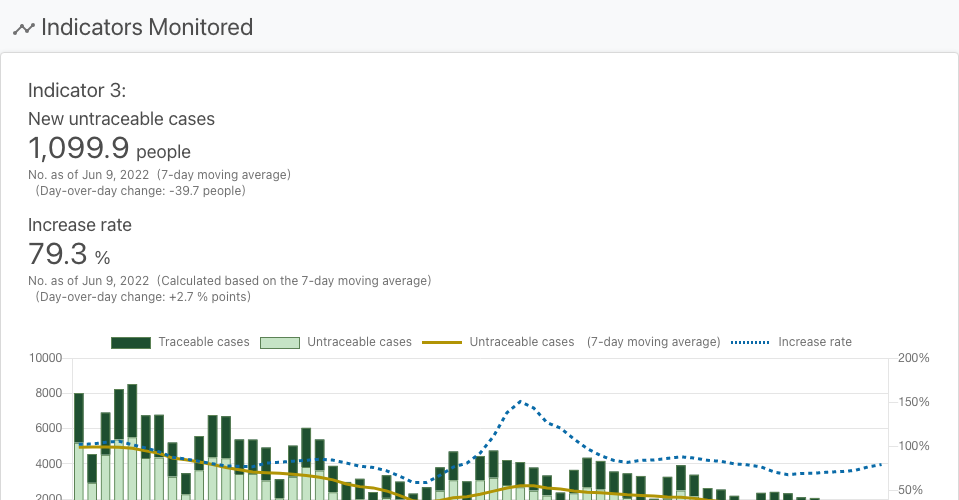 Indicators Monitored
Indicator 3:
New untraceable cases
1,099.9 people
No. as of Jun 9, 2022 (7-day moving average)
(Day-over-day change: -39.7 people)
Increase rate
79.3 %
No. as of Jun 9, 2022 (Calculated based on the 7-day moving average)
(Day-over-day change: +2.7 % points)
Traceable cases Untraceable cases Untraceable cases (7-day moving average) Increase rate
10000 200%
8000
150%
6000
100%
4000
50%
2000